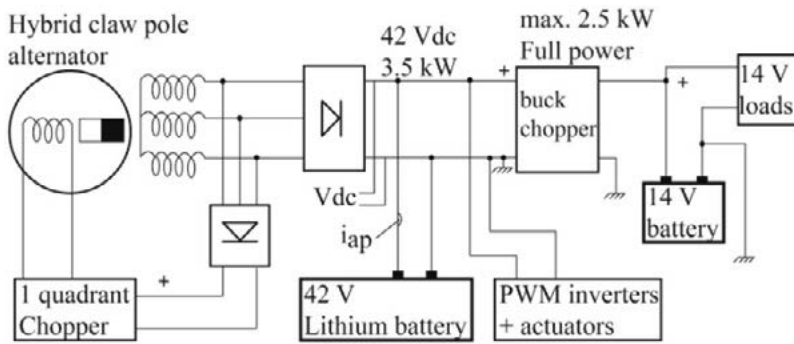 Hybrid claw pole
alternator
42 Vdc
3.5 kW
max. 2.5 kW
Full power
+
buck
chopper
+
14 V
loads
Vdc
iap
14 V
battery
+
1 quadrant
Chopper
42 V
Lithium battery
PWM inverters
+ actuators